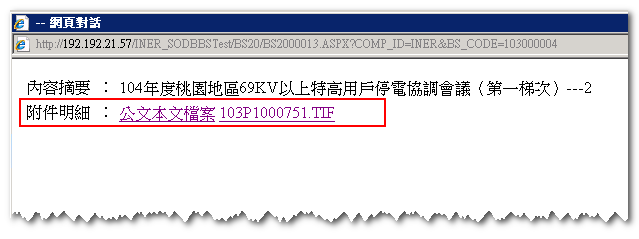 -- 網頁對話
http://192.192.21.57/INER_SODBBSTest/BS20/BS2000013.ASPX?COMP_ID=INER&BS_CODE=103000004
內容摘要 : 104年度桃園地區69KV以上特高用戶停電協調會議（第一梯次）---2
附件明細 : 公文本文檔案 103P1000751.TIF